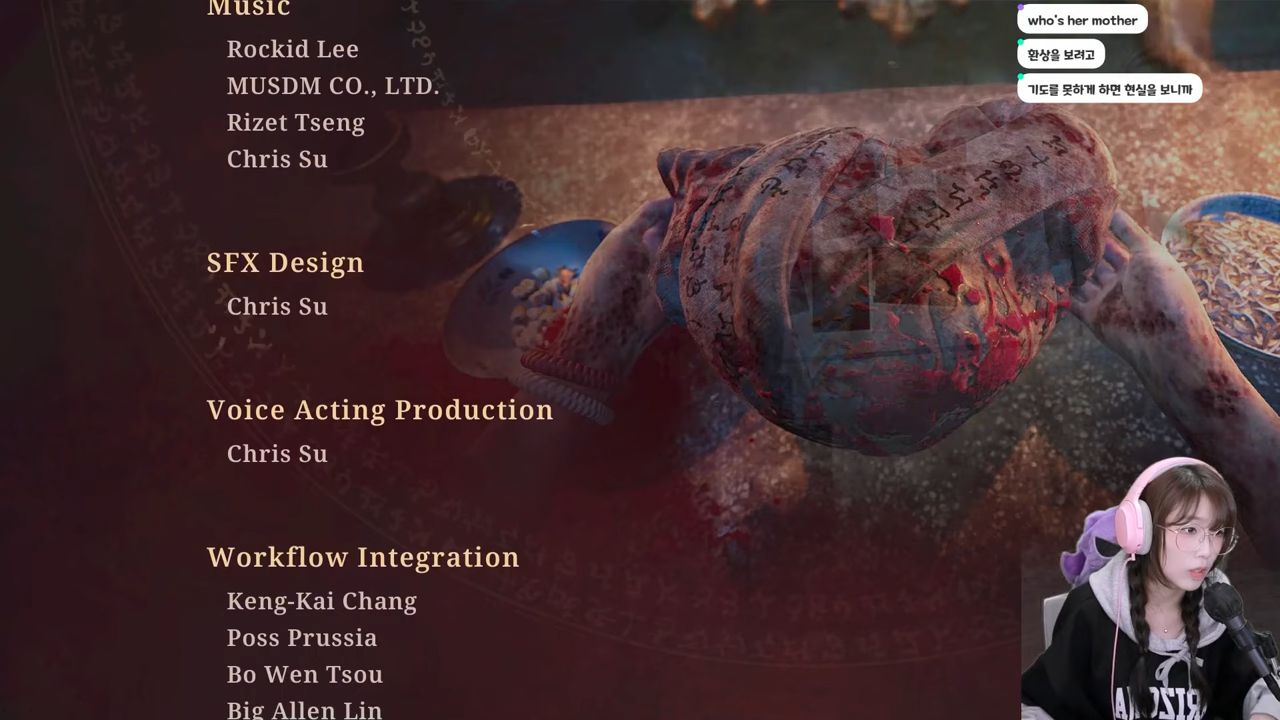 Music
Rockid Lee
MUSDM CO., LTD.
Rizet Tseng
Chris Su
SFX Design
Chris Su
Voice Acting Production
Chris Su
Workflow Integration
Keng-Kai Chang
Poss Prussia
Bo Wen Tsou
Big Allen Lin
who's her mother
환상을 보려고
기도를 못하게 하면 현실을 보니까